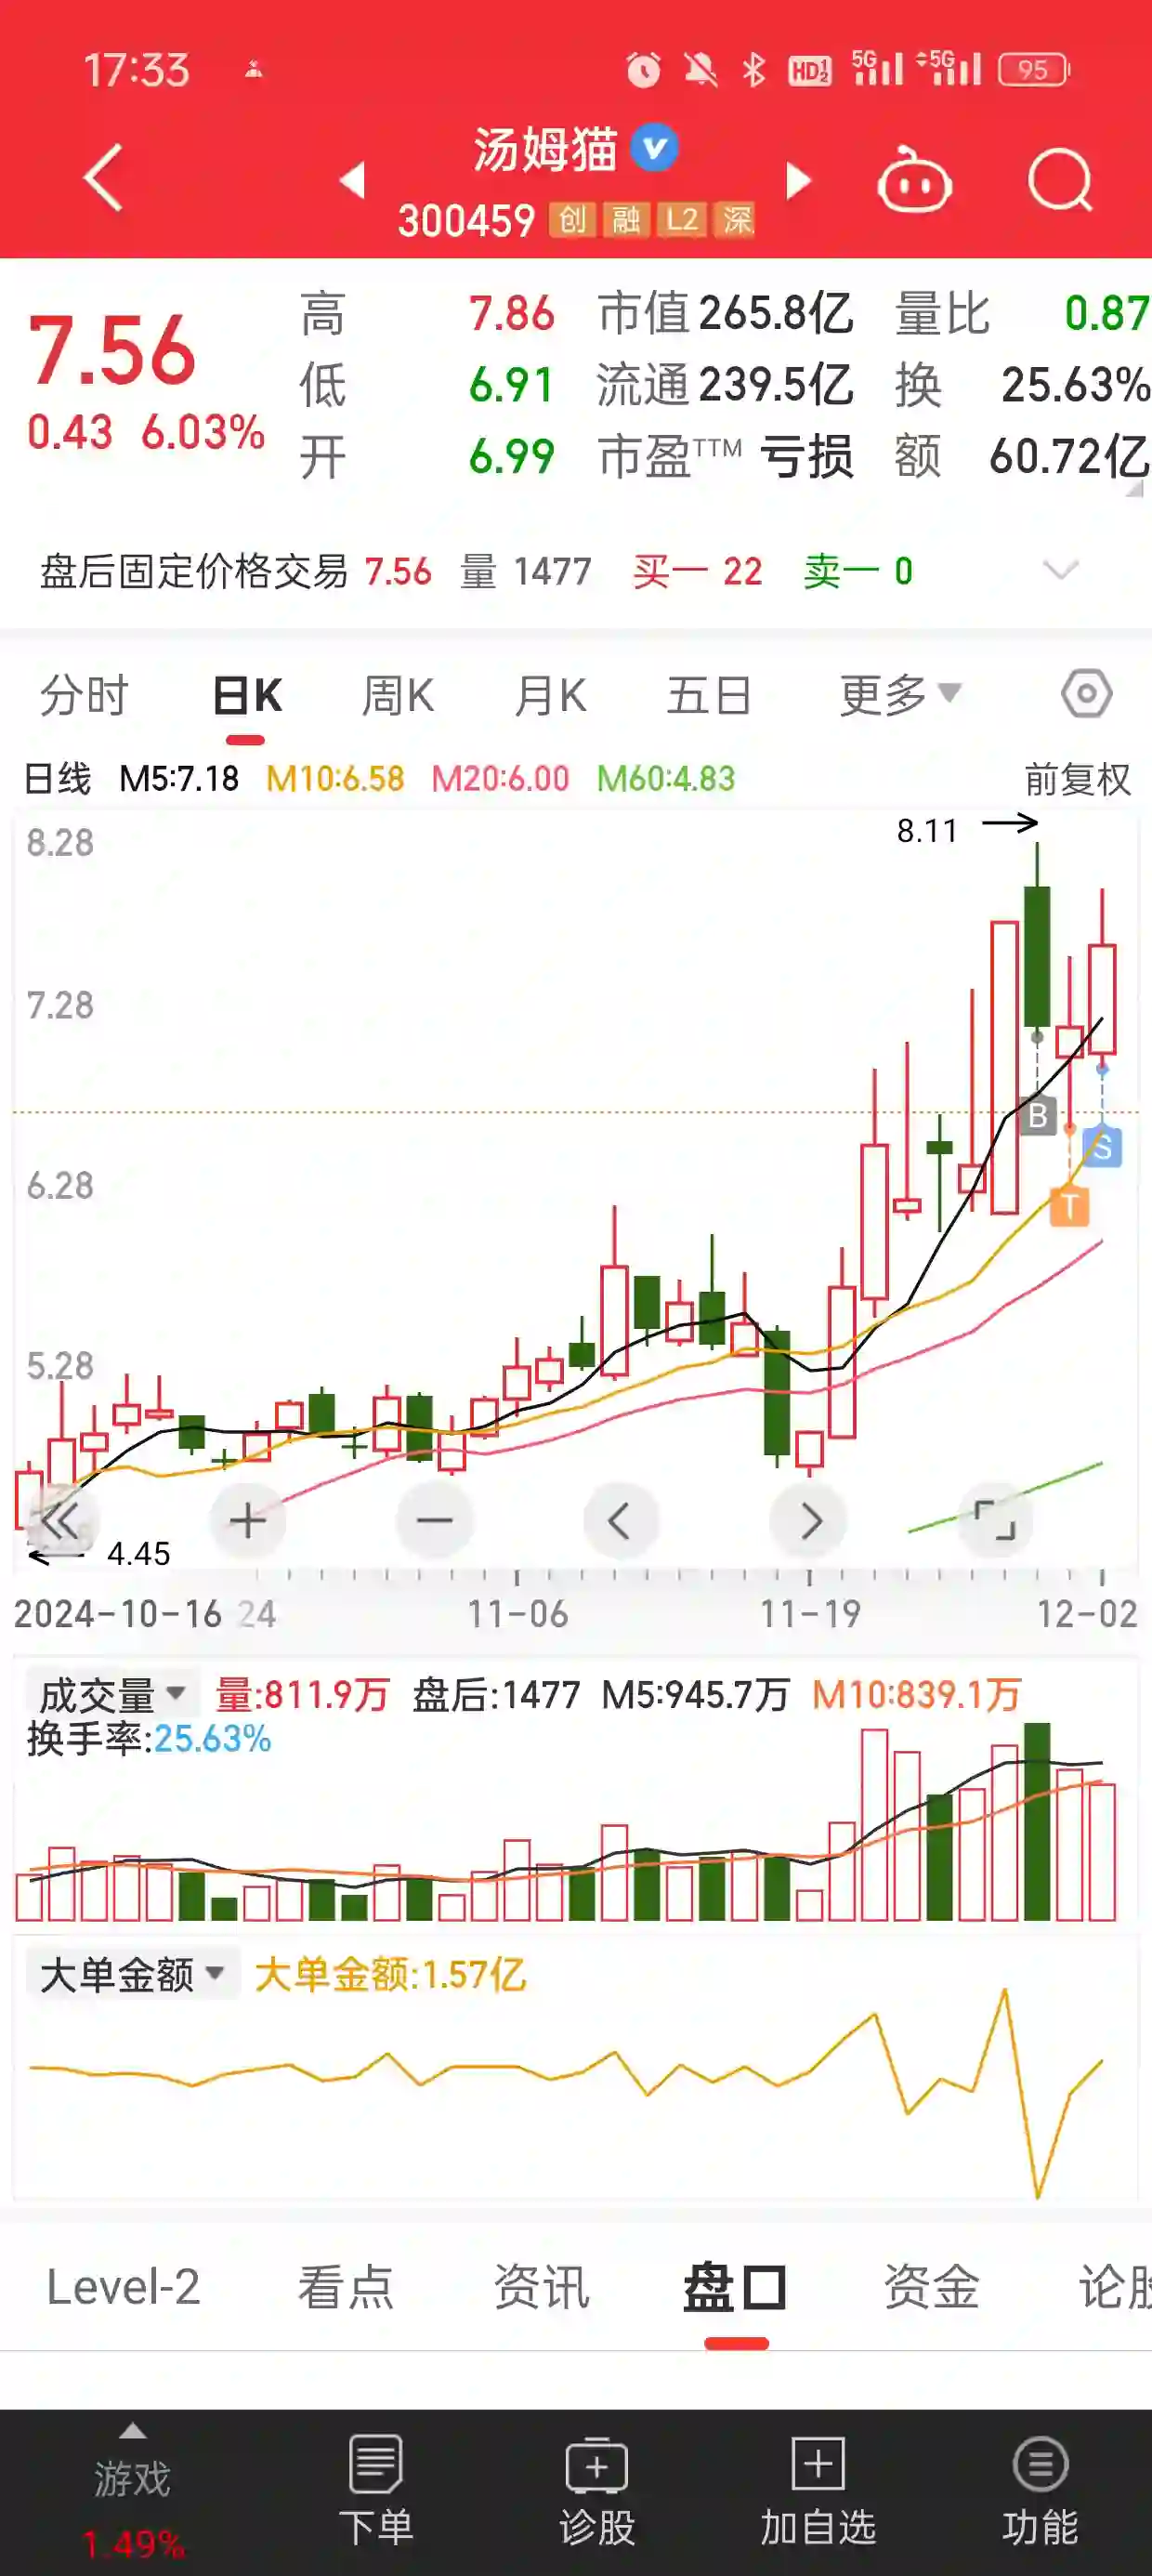 17:33 HD 1 2 5G 5G 95
汤姆猫
300459 创 融 L2 深
7.56
0.43 6.03%
高 7.86 市值 265.8亿 量比 0.87
低 6.91 流通 239.5亿 换 25.63%
开 6.99 市盈TTM 亏损 额 60.72亿
盘后固定价格交易 7.56 量 1477 买一 22 卖一 0
分时 日K 周K 月K 五日 更多
日线 M5:7.18 M10:6.58 M20:6.00 M60:4.83 前复权
8.28
8.11
7.28
B
S
6.28
T
5.28
4.45
2024-10-16 24 11-06 11-19 12-02
成交量 量:811.9万 盘后:1477 M5:945.7万 M10:839.1万
换手率:25.63%
大单金额 大单金额:1.57亿
Level-2 看点 资讯 盘口 资金 论股
游戏 下单 诊股 加自选 功能
1.49%